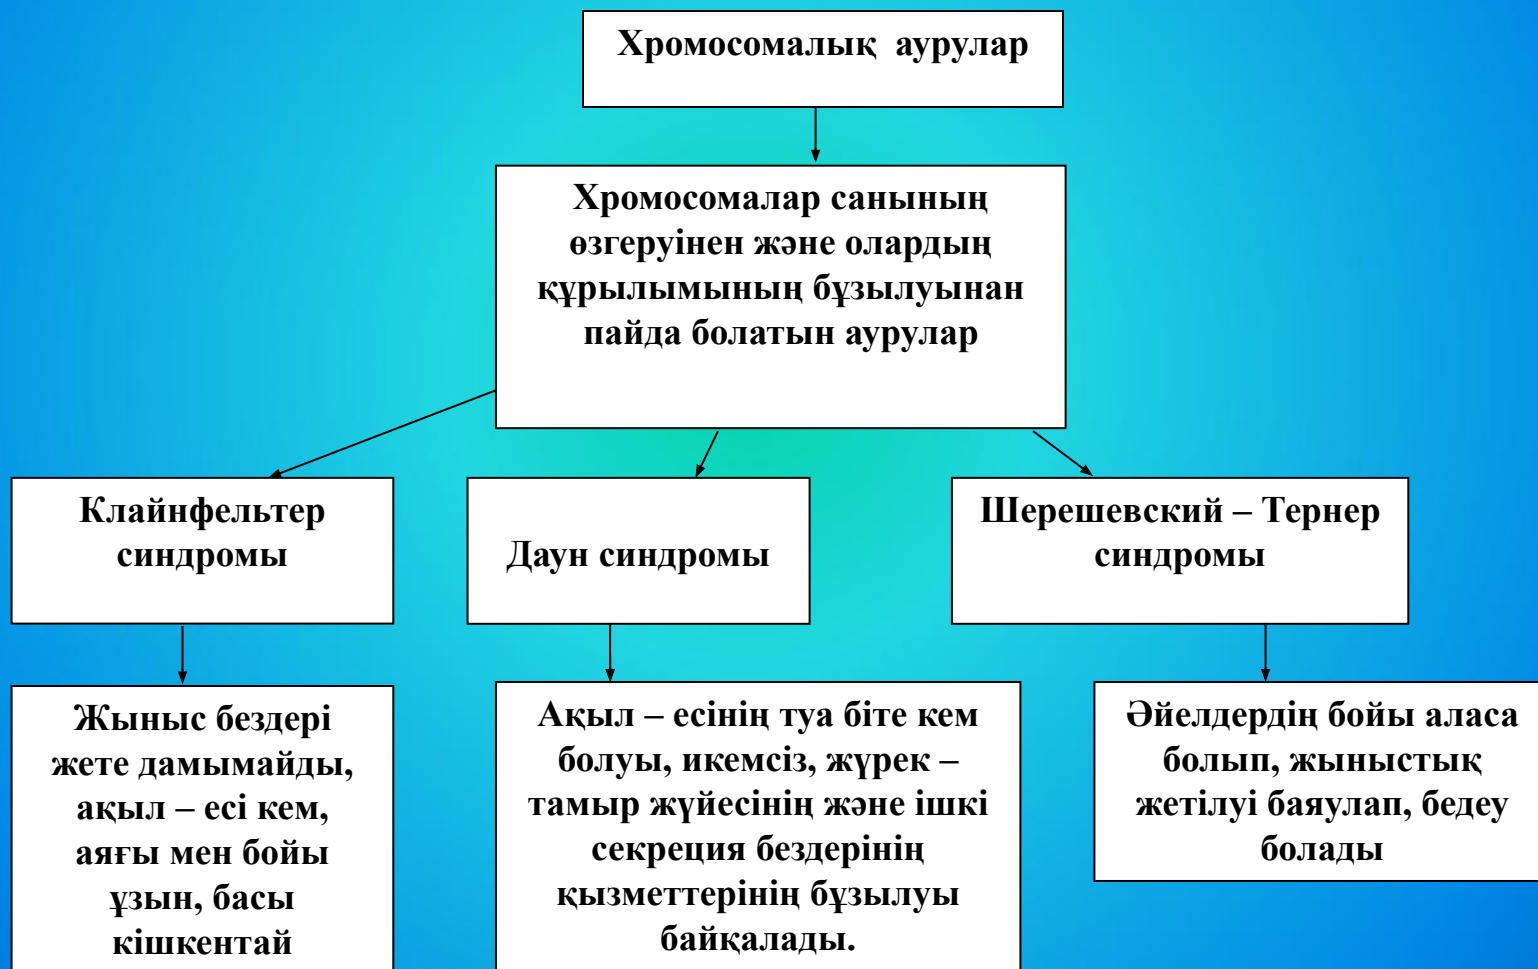 Хромосомалық аурулар
Хромосомалар санының
өзгеруінен және олардың
құрылымының бұзылуынан
пайда болатын аурулар
Клайнфельтер
синдромы
Даун синдромы
Шерешевский – Тернер
синдромы
Жыныс бездері
жете дамымайды,
ақыл – есі кем,
аяғы мен бойы
ұзын, басы
кішкентай
Ақыл – есінің туа біте кем
болуы, икемсіз, жүрек –
тамыр жүйесінің және ішкі
секреция бездерінің
қызметтерінің бұзылуы
байқалады.
Әйелдердің бойы аласа
болып, жыныстық
жетілуі баяулап, бедеу
болады